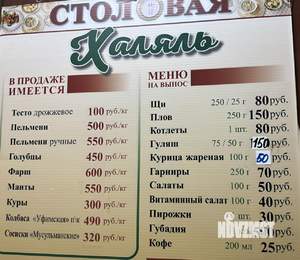 СТОЛОВАЯ
Халяль
В ПРОДАЖЕ
ИМЕЕТСЯ
Тесто дрожжевое 100 руб/кг
Пельмени 500 руб/кг
Пельмени ручные 550 руб/кг
Голубцы 450 руб/кг
Фарш 600 руб/кг
Манты 550 руб/кг
Куры 300 руб/кг
Колбаса «Уфимская» п/к 490 руб/кг
Сосиски «Мусульманские» 320 руб/кг
МЕНЮ
НА ВЫНОС
Щи 250 / 25 г 80 руб.
Плов 250 г 150 руб.
Котлеты 1 шт. 80 руб.
Гуляш 75 / 50 г 150 руб.
Курица жареная 100 г 60 руб.
Гарниры 250 г 70 руб.
Салаты 100 г 50 руб.
Витаминный салат 100 г 40 руб.
Пирожки 1 шт. 30 руб.
Губадия руб.
Кофе 200 мл 25 руб.